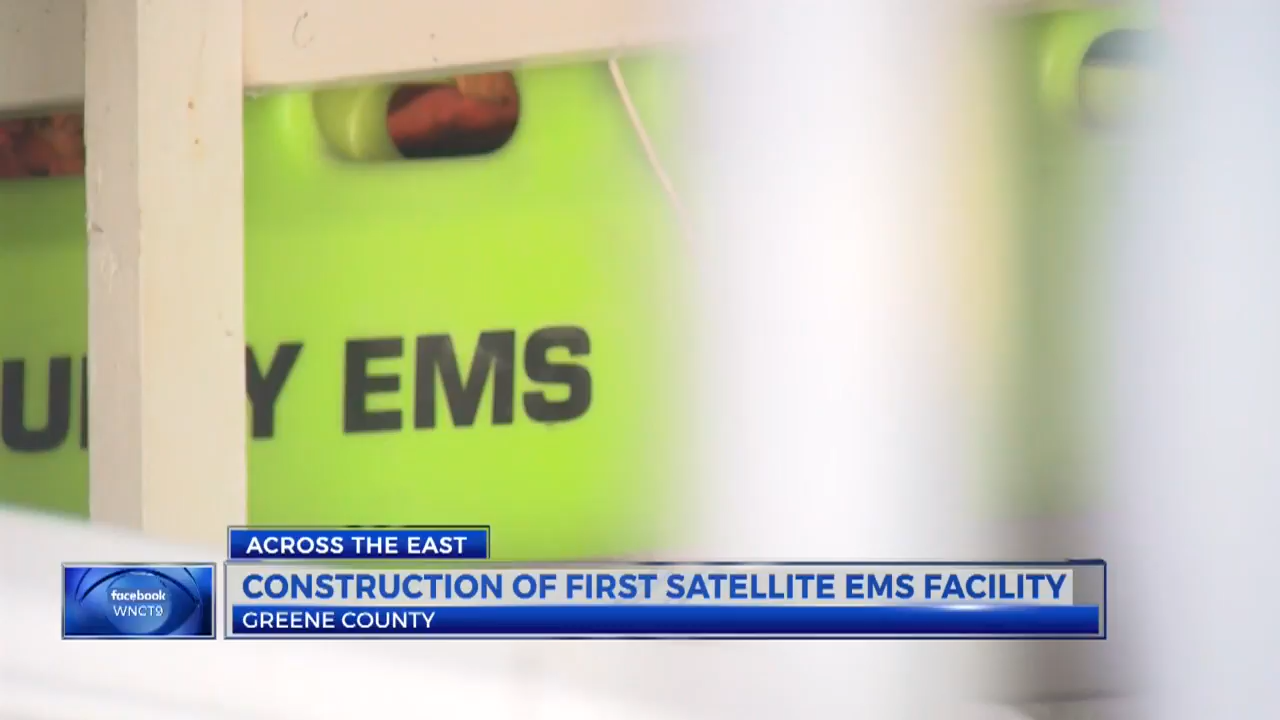 EMS
ACROSS THE EAST
CONSTRUCTION OF FIRST SATELLITE EMS FACILITY
GREENE COUNTY
facebook
WNCT9